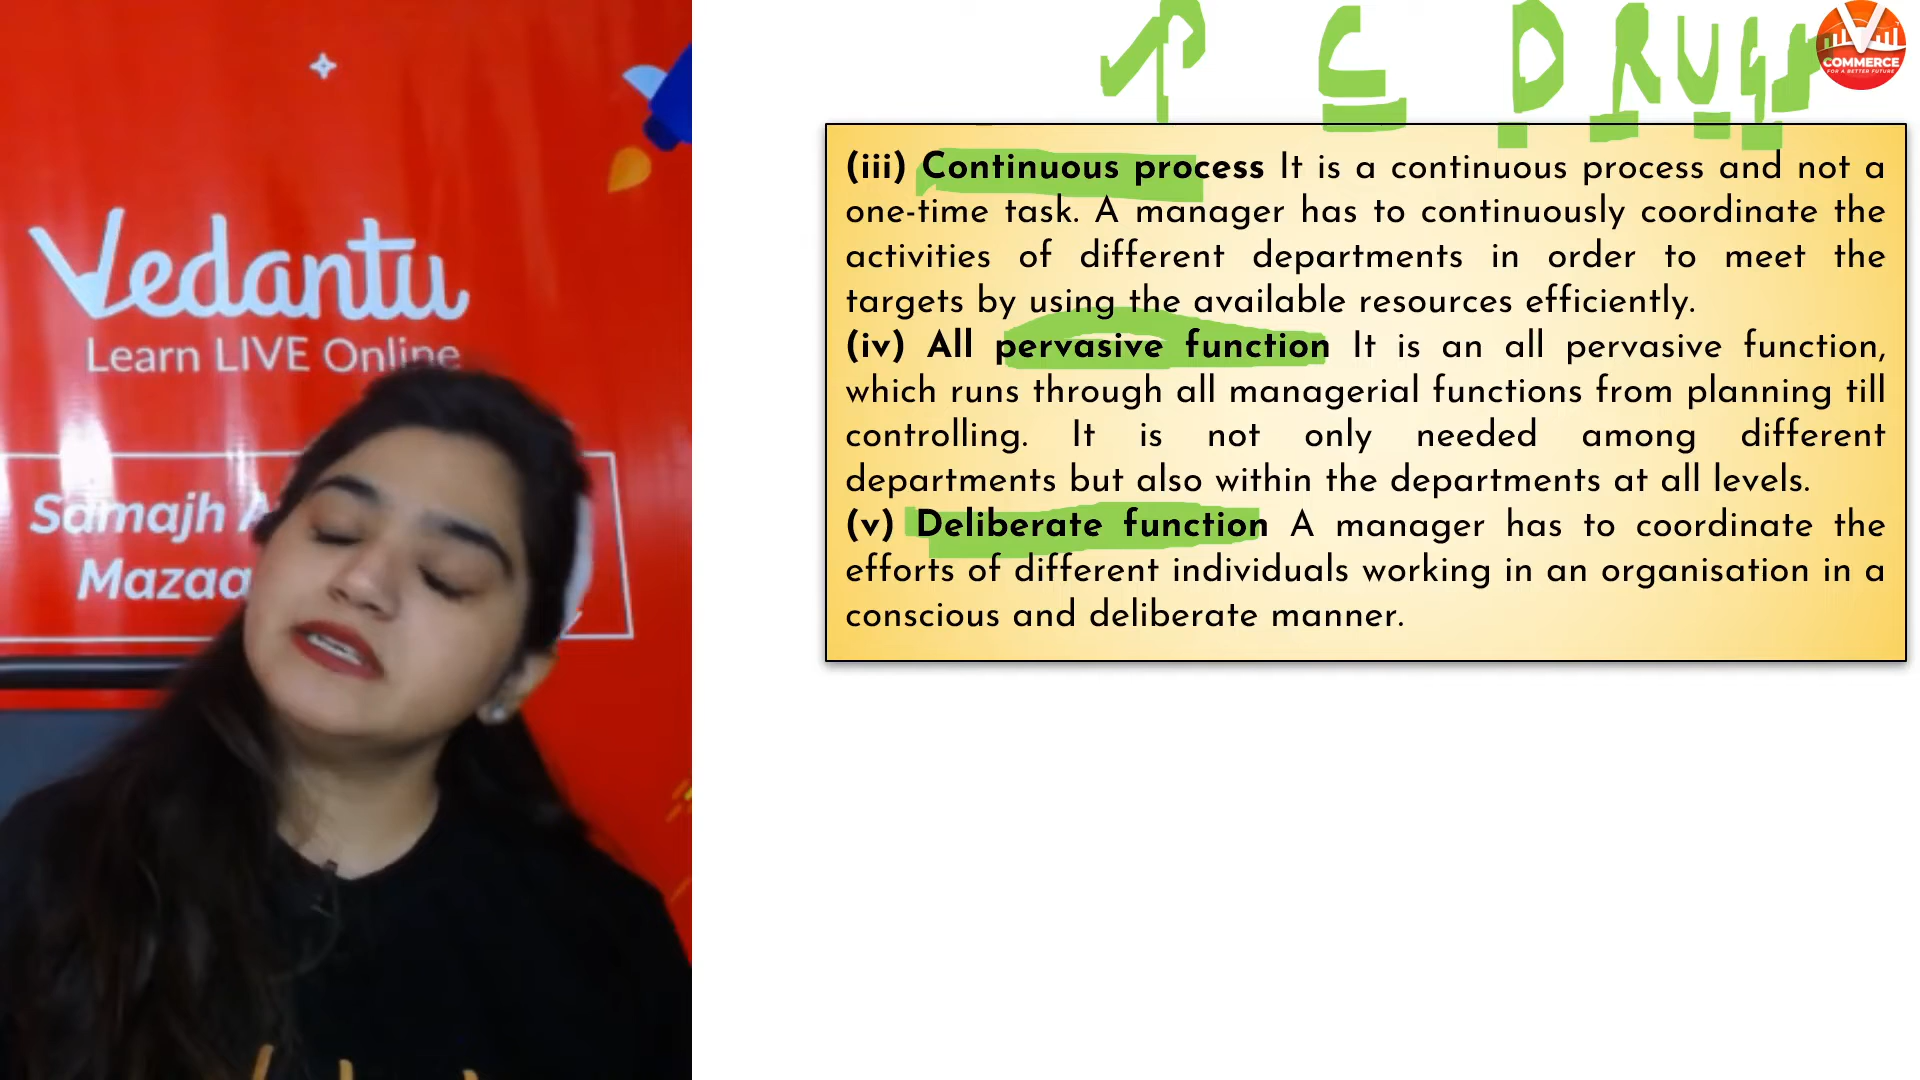 P C D R U G S
COMMERCE
FOR A BETTER FUTURE
Vedantu
Learn LIVE Online
Samajh
Mazaa
(iii) Continuous process It is a continuous process and not a
one-time task. A manager has to continuously coordinate the
activities of different departments in order to meet the
targets by using the available resources efficiently.
(iv) All pervasive function It is an all pervasive function,
which runs through all managerial functions from planning till
controlling. It is not only needed among different
departments but also within the departments at all levels.
(v) Deliberate function A manager has to coordinate the
efforts of different individuals working in an organisation in a
conscious and deliberate manner.